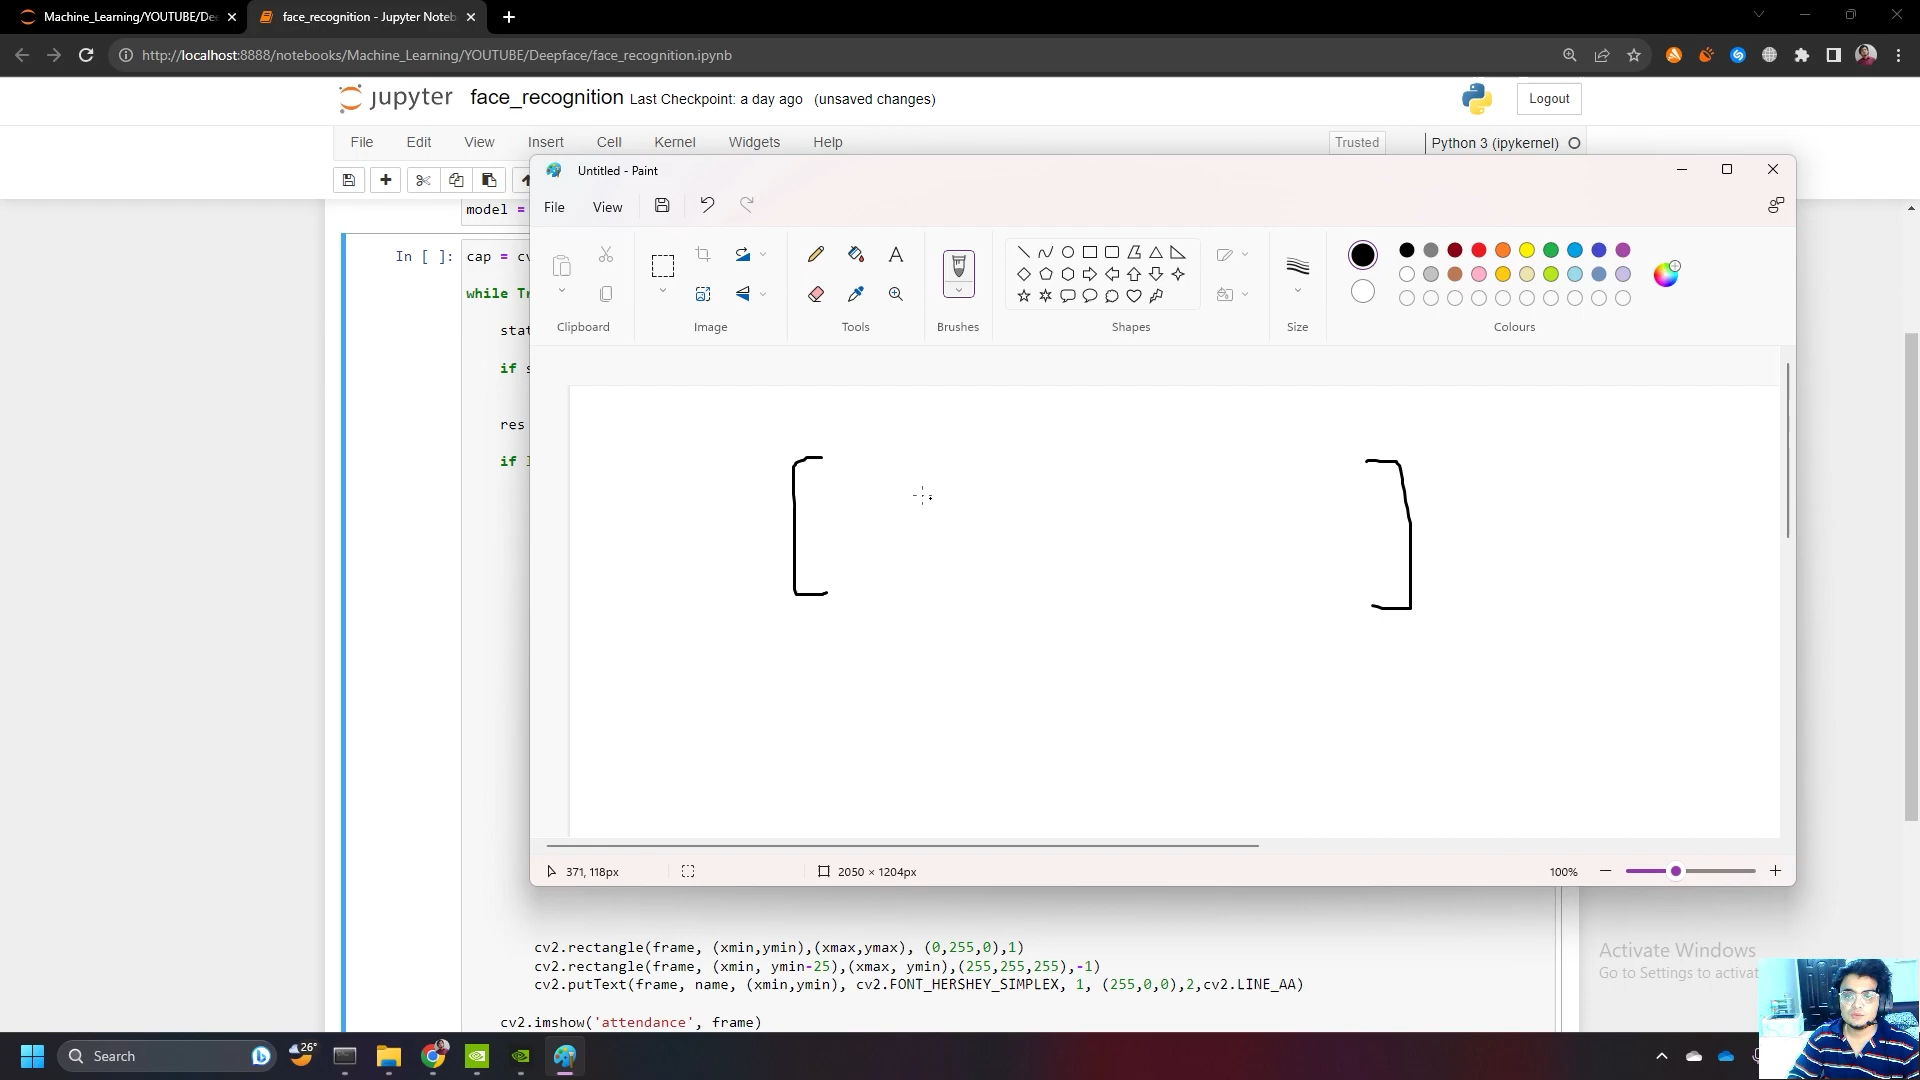 Machine_Learning/YOUTUBE/De
face_recognition - Jupyter Noteb
http://localhost:8888/notebooks/Machine_Learning/YOUTUBE/Deepface/face_recognition.ipynb
jupyter face_recognition Last Checkpoint: a day ago (unsaved changes)
Logout
File Edit View Insert Cell Kernel Widgets Help
Trusted Python 3 (ipykernel)
model =
Untitled - Paint
File View
Clipboard Image Tools Brushes Shapes Size Colours
In [ ]: cap = cv
while Tr
stat
if s
res
if
371, 118px
2050 × 1204px
100%
cv2.rectangle(frame, (xmin,ymin),(xmax,ymax), (0,255,0),1)
cv2.rectangle(frame, (xmin, ymin-25),(xmax, ymin),(255,255,255),-1)
cv2.putText(frame, name, (xmin,ymin), cv2.FONT_HERSHEY_SIMPLEX, 1, (255,0,0),2,cv2.LINE_AA)
cv2.imshow('attendance', frame)
Activate Windows
Go to Settings to activat
26°
Search